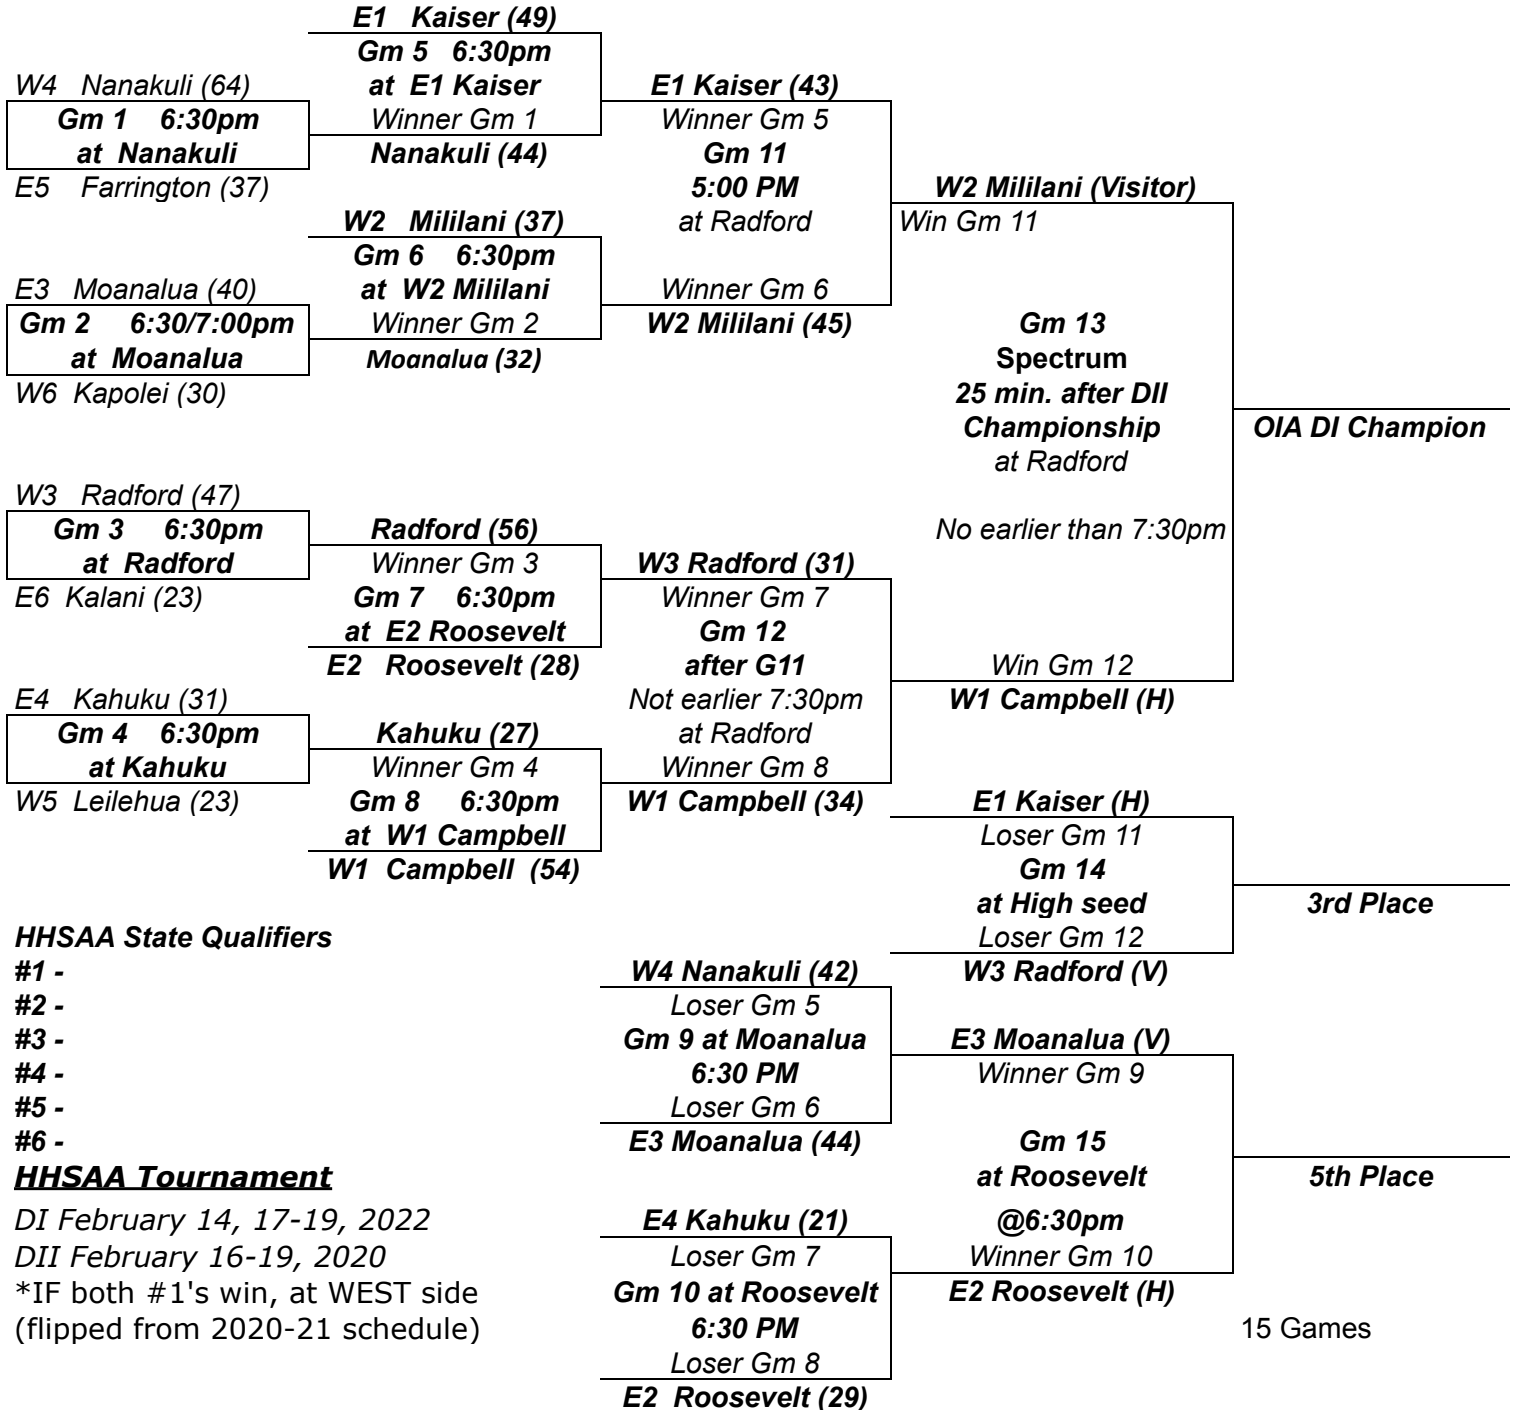 E1   Kaiser (49)
Gm 5   6:30pm
at  E1 Kaiser
Winner Gm 1
Nanakuli (44)
W4   Nanakuli (64)
Gm 1    6:30pm
at  Nanakuli
E5    Farrington (37)
W2   Mililani (37)
Gm 6    6:30pm
at  W2 Mililani
Winner Gm 2
Moanalua (32)
E3   Moanalua (40)
Gm 2     6:30/7:00pm
at  Moanalua
W6  Kapolei (30)
W3   Radford (47)
Gm 3     6:30pm
at  Radford
E6  Kalani (23)
Radford (56)
Winner Gm 3
Gm 7    6:30pm
at  E2 Roosevelt
E2   Roosevelt (28)
E4   Kahuku (31)
Gm 4    6:30pm
at Kahuku
W5  Leilehua (23)
Kahuku (27)
Winner Gm 4
Gm 8     6:30pm
at  W1 Campbell
W1  Campbell  (54)
E1 Kaiser (43)
Winner Gm 5
Gm 11
5:00 PM
at Radford
Winner Gm 6
W2 Mililani (45)
W3 Radford (31)
Winner Gm 7
Gm 12
after G11
Not earlier 7:30pm
at Radford
Winner Gm 8
W1 Campbell (34)
W2 Mililani (Visitor)
Win Gm 11
Gm 13
Spectrum
25 min. after DII
Championship
at Radford
No earlier than 7:30pm
Win Gm 12
W1 Campbell (H)
OIA DI Champion
E1 Kaiser (H)
Loser Gm 11
Gm 14
at High seed
Loser Gm 12
W3 Radford (V)
3rd Place
W4 Nanakuli (42)
Loser Gm 5
Gm 9 at Moanalua
6:30 PM
Loser Gm 6
E3 Moanalua (44)
E4 Kahuku (21)
Loser Gm 7
Gm 10 at Roosevelt
6:30 PM
Loser Gm 8
E2  Roosevelt (29)
E3 Moanalua (V)
Winner Gm 9
Gm 15
at Roosevelt
@6:30pm
Winner Gm 10
E2 Roosevelt (H)
5th Place
15 Games
HHSAA State Qualifiers
#1 -
#2 -
#3 -
#4 -
#5 -
#6 -
HHSAA Tournament
DI February 14, 17-19, 2022
DII February 16-19, 2020
*IF both #1's win, at WEST side
(flipped from 2020-21 schedule)